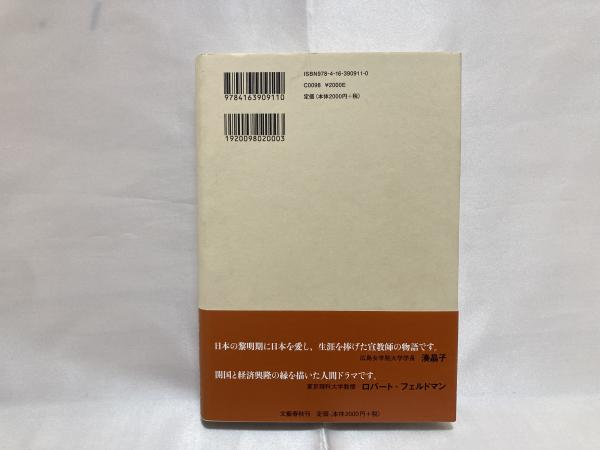 ISBN978-4-16-390911-0
C0098 ¥2000E
定価(本体2000円+税)
9784163909110
1920098020003
日本の黎明期に日本を愛し、生涯を捧げた宣教師の物語です。
広島女学院大学学長 湊晶子
開国と経済興隆の縁を描いた人間ドラマです。
東京理科大学教授 ロバート・フェルドマン
文藝春秋刊 定価(本体2000円+税)